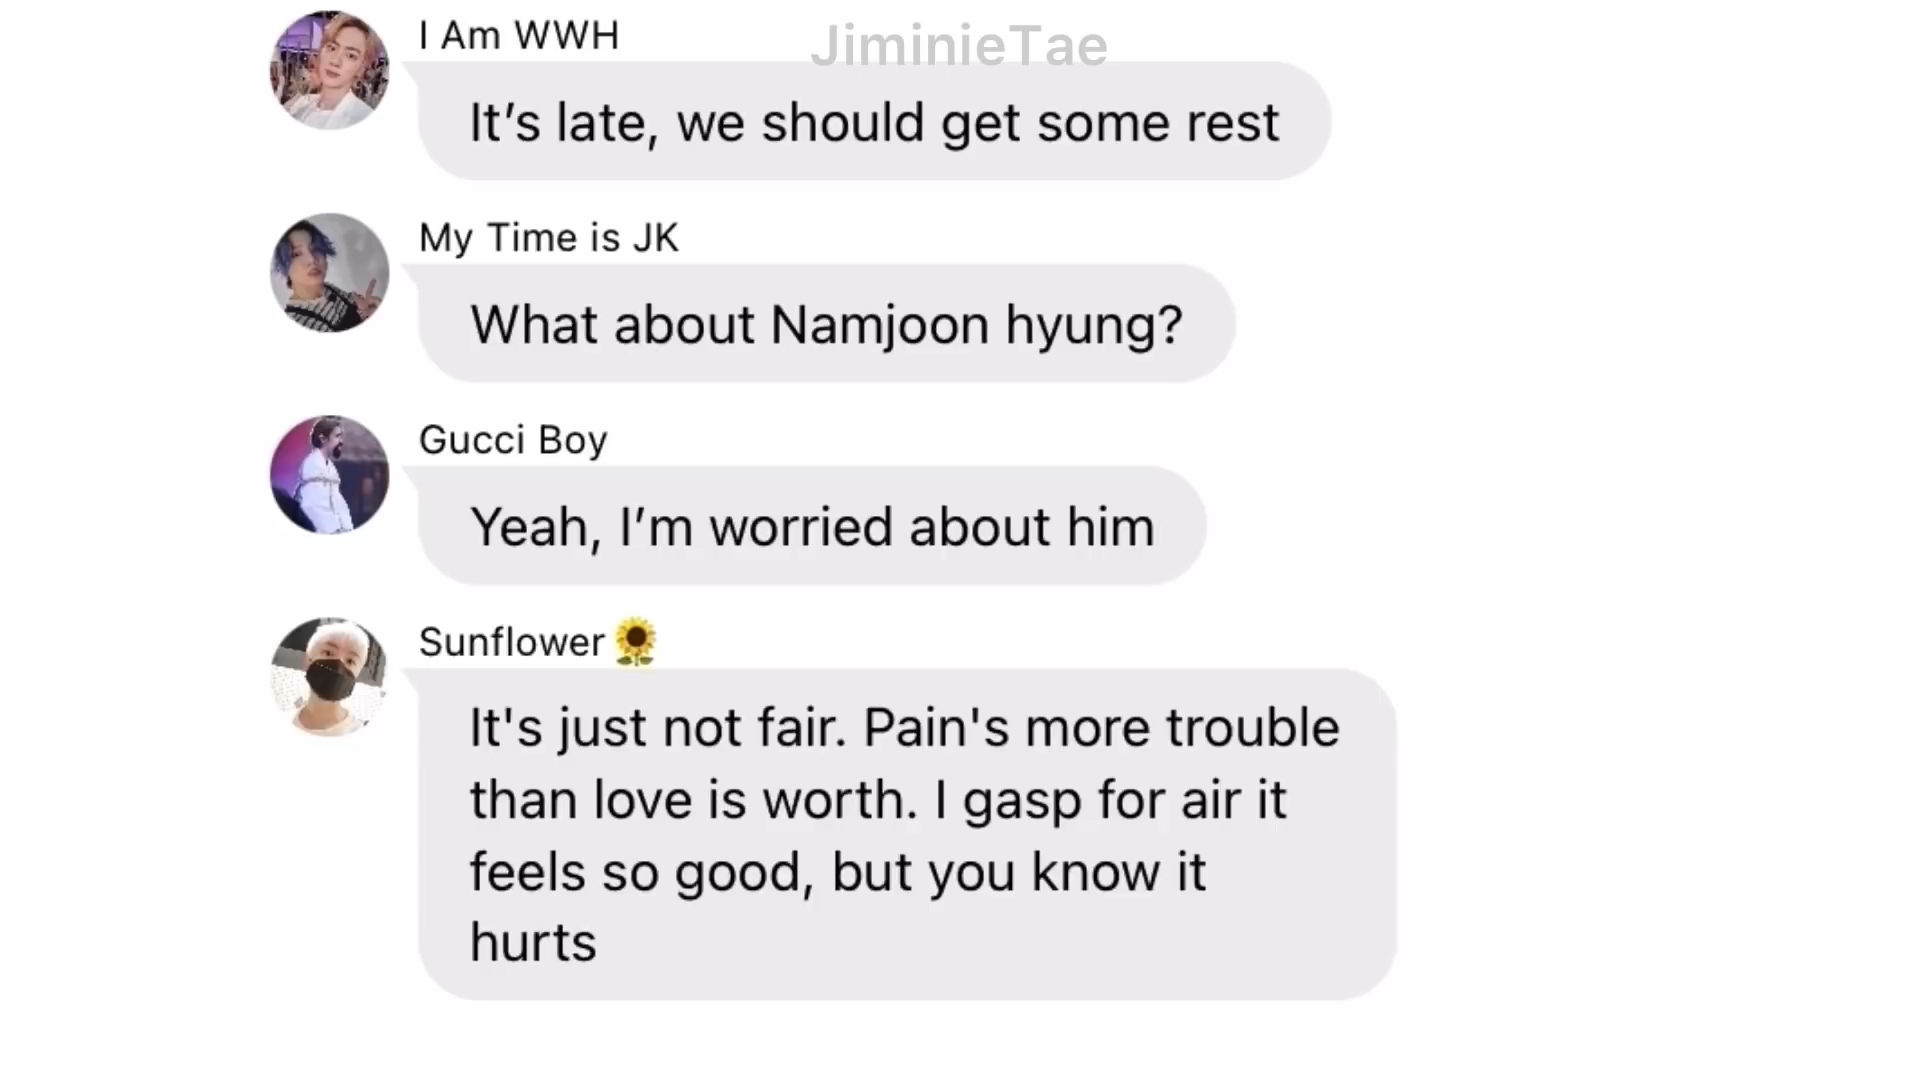 JiminieTae
I Am WWH
It’s late, we should get some rest
My Time is JK
What about Namjoon hyung?
Gucci Boy
Yeah, I’m worried about him
Sunflower🌻
It's just not fair. Pain's more trouble
than love is worth. I gasp for air it
feels so good, but you know it
hurts